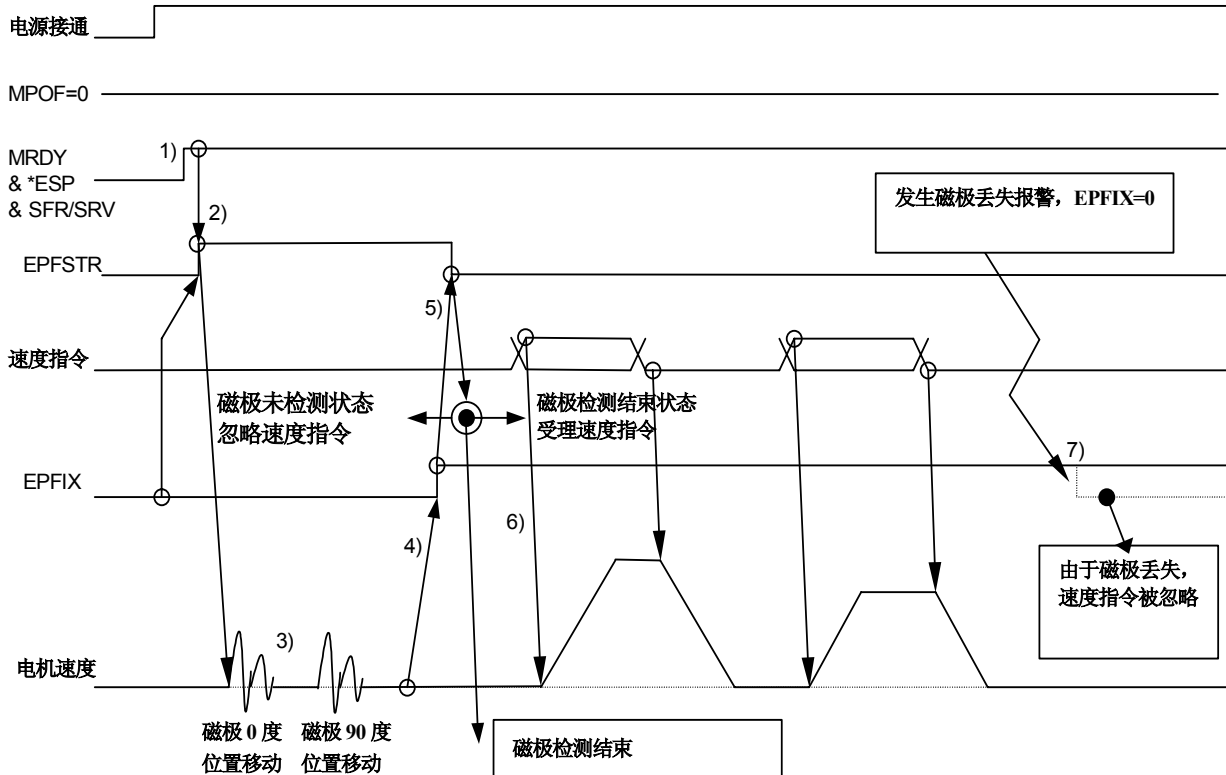 电源接通
MPOF=0
MRDY
& *ESP
& SFR/SRV
1)
2)
发生磁极丢失报警，EPFIX=0
EPFSTR
5)
速度指令
磁极未检测状态
忽略速度指令
磁极检测结束状态
受理速度指令
7)
EPFIX
4)
6)
由于磁极丢失，
速度指令被忽略
3)
电机速度
磁极 0 度
位置移动
磁极 90 度
位置移动
磁极检测结束